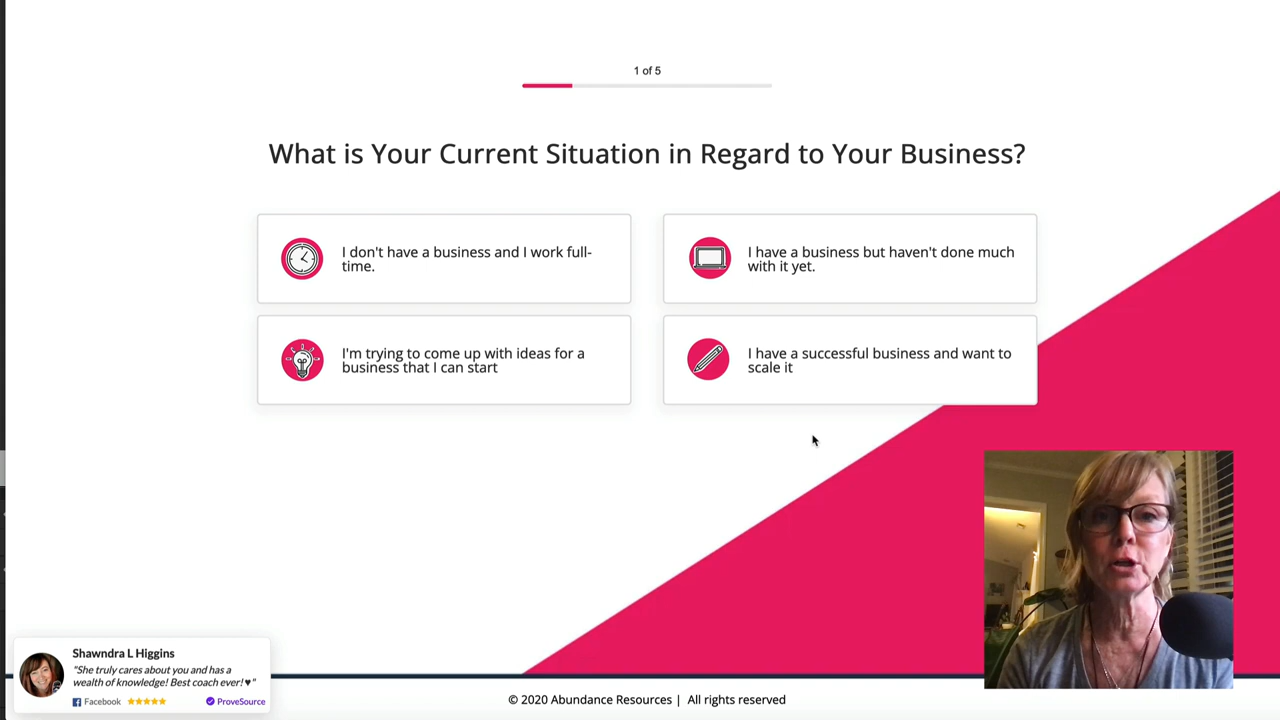 1 of 5
What is Your Current Situation in Regard to Your Business?
I don't have a business and I work full-
time.
I have a business but haven't done much
with it yet.
I'm trying to come up with ideas for a
business that I can start
I have a successful business and want to
scale it
Shawndra L Higgins
"She truly cares about you and has a
wealth of knowledge! Best coach ever!♥"
Facebook ★★★★★ ProveSource
© 2020 Abundance Resources | All rights reserved